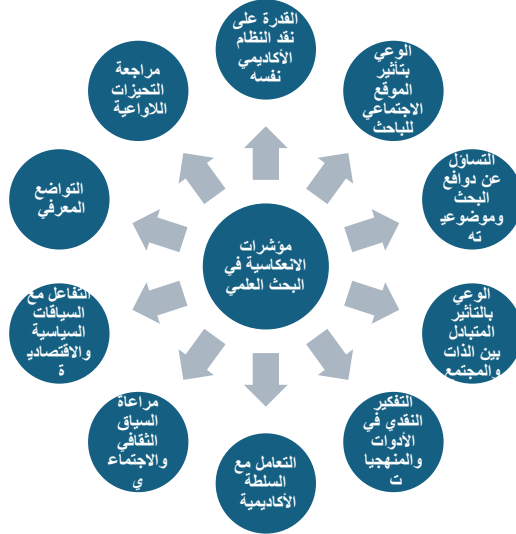 القدرة على
نقد النظام
الأكاديمي
نفسه
الوعي
بتأثير
الموقع
الاجتماعي
للباحث
التساؤل
عن دوافع
البحث
وموضوعي
ته
الوعي
بالتأثير
المتبادل
بين الذات
والمجتمع
التفكير
النقدي في
الأدوات
والمنهجيا
ت
التعامل مع
السلطة
الأكاديمية
مراعاة
السياق
الثقافي
والاجتماع
ي
التفاعل مع
السياقات
السياسية
والاقتصادي
ة
التواضع
المعرفي
مراجعة
التحيزات
اللاواعية
مؤشرات
الانعكاسية في
البحث العلمي